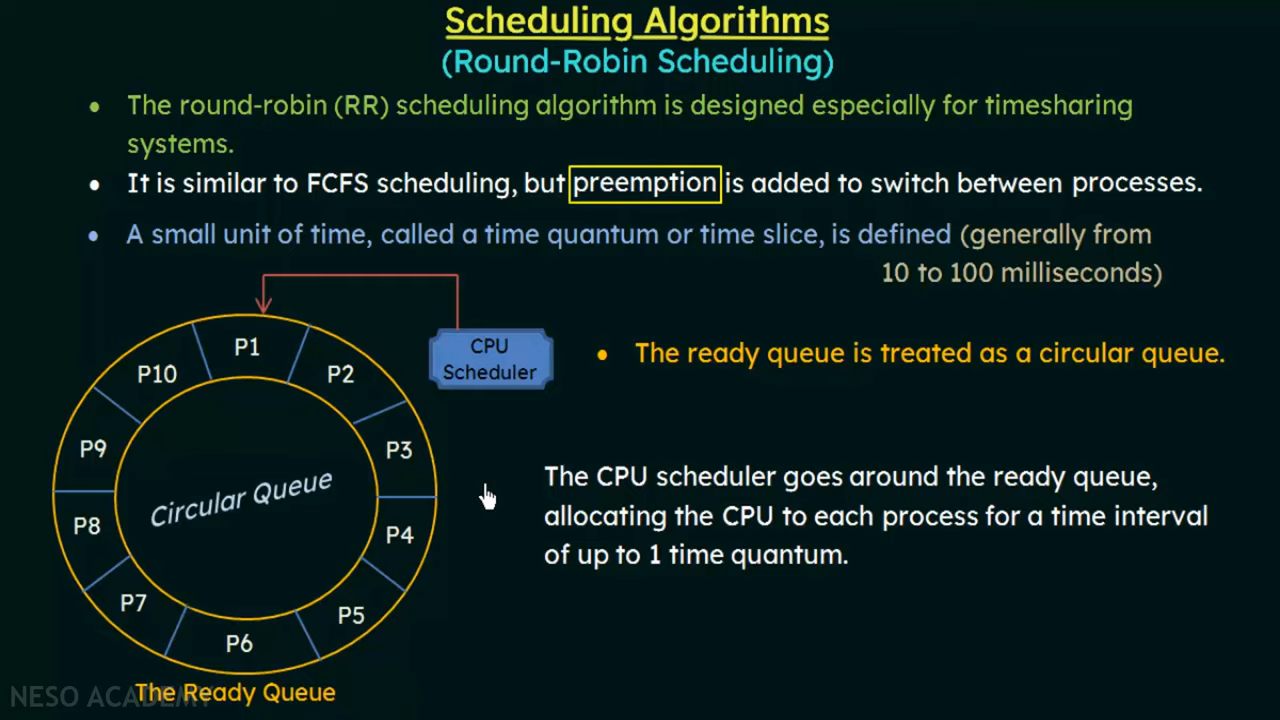 Scheduling Algorithms
(Round-Robin Scheduling)
• The round-robin (RR) scheduling algorithm is designed especially for timesharing
systems.
• It is similar to FCFS scheduling, but preemption is added to switch between processes.
• A small unit of time, called a time quantum or time slice, is defined (generally from
10 to 100 milliseconds)
P1
P2
P3
P4
P5
P6
P7
P8
P9
P10
Circular Queue
The Ready Queue
CPU
Scheduler
• The ready queue is treated as a circular queue.
The CPU scheduler goes around the ready queue,
allocating the CPU to each process for a time interval
of up to 1 time quantum.
NESO ACADEMY